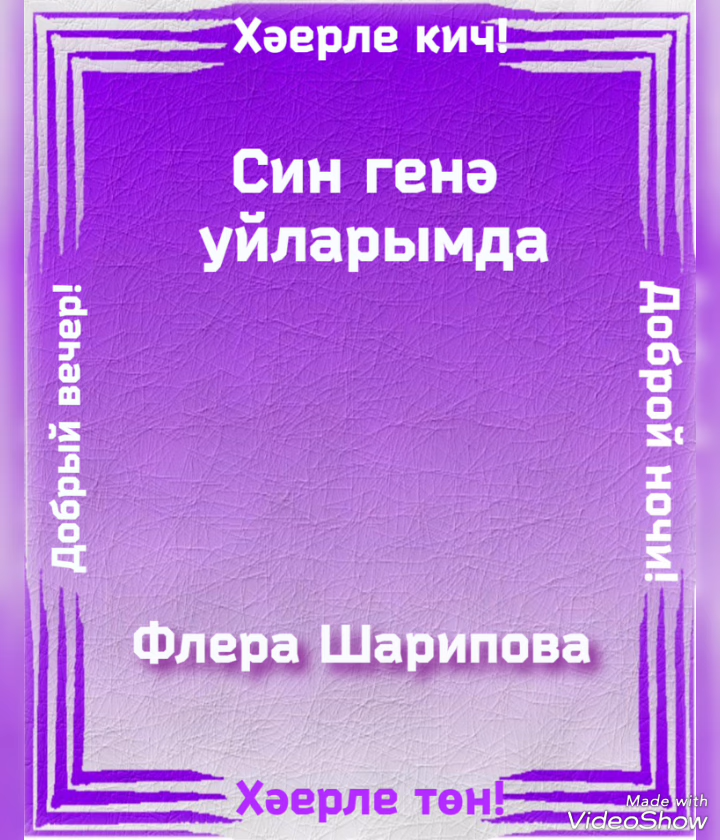 Хәерле кич!
Син генә
уйларымда
Добрый вечер!
Доброй ночи!
Флера Шарипова
Хәерле төн!
Made with
VideoShow